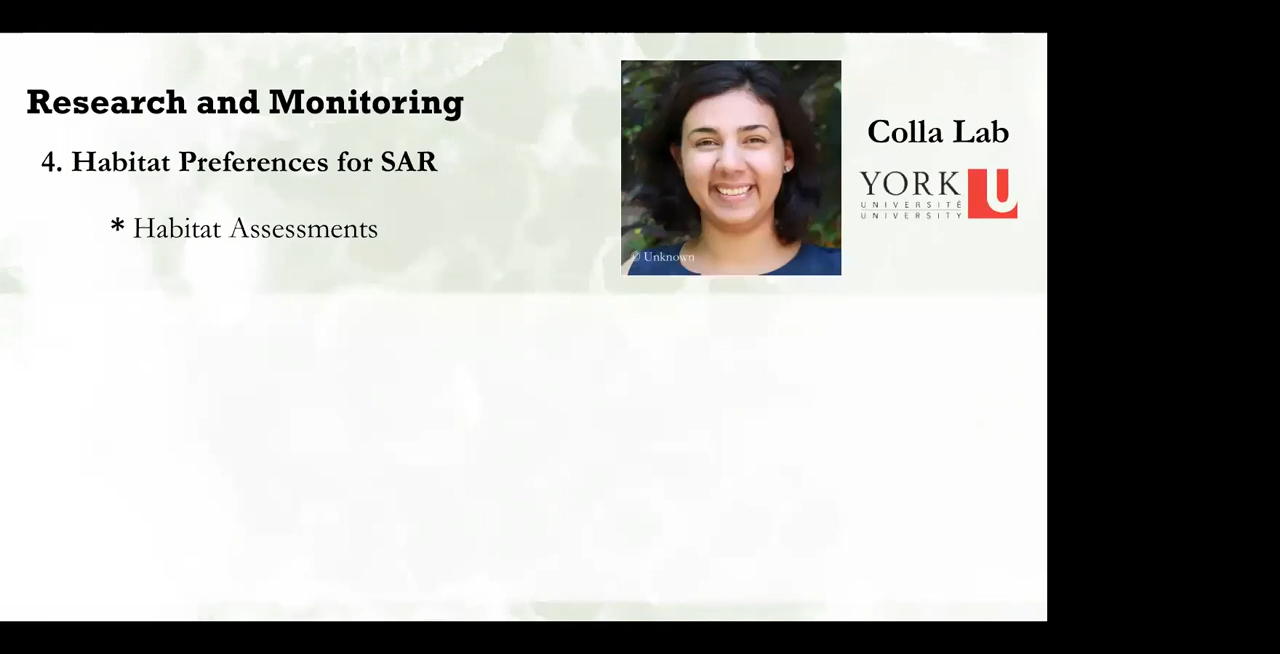 Research and Monitoring
4. Habitat Preferences for SAR
* Habitat Assessments
© Unknown
Colla Lab
YORK
UNIVERSITÉ
UNIVERSITY
U